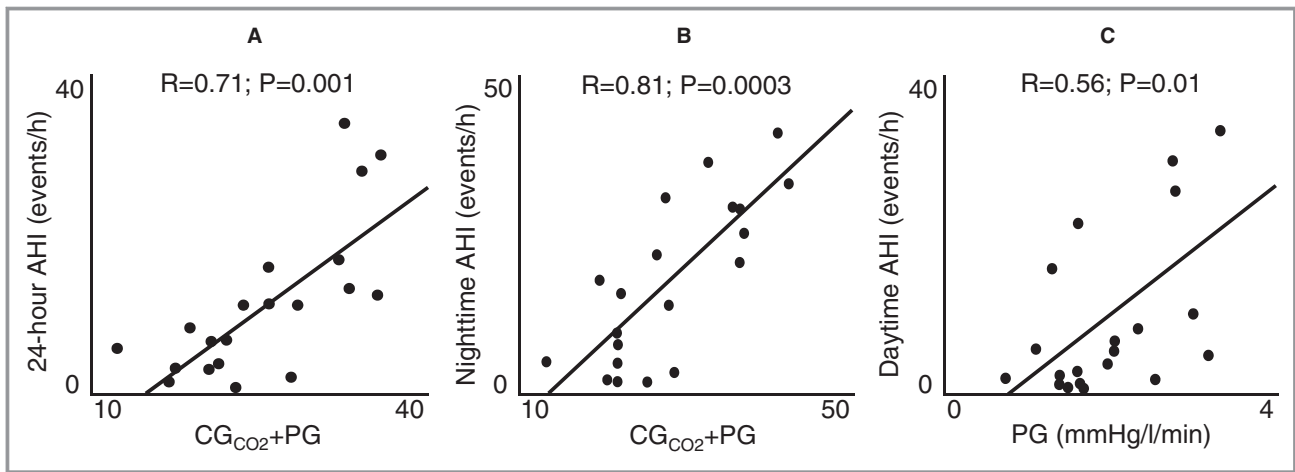 A
R=0.71; P=0.001
40
24-hour AHI (events/h)
0
10
40
CG_CO2+PG
B
R=0.81; P=0.0003
50
Nighttime AHI (events/h)
0
10
50
CG_CO2+PG
C
R=0.56; P=0.01
40
Daytime AHI (events/h)
0
0
4
PG (mmHg/l/min)